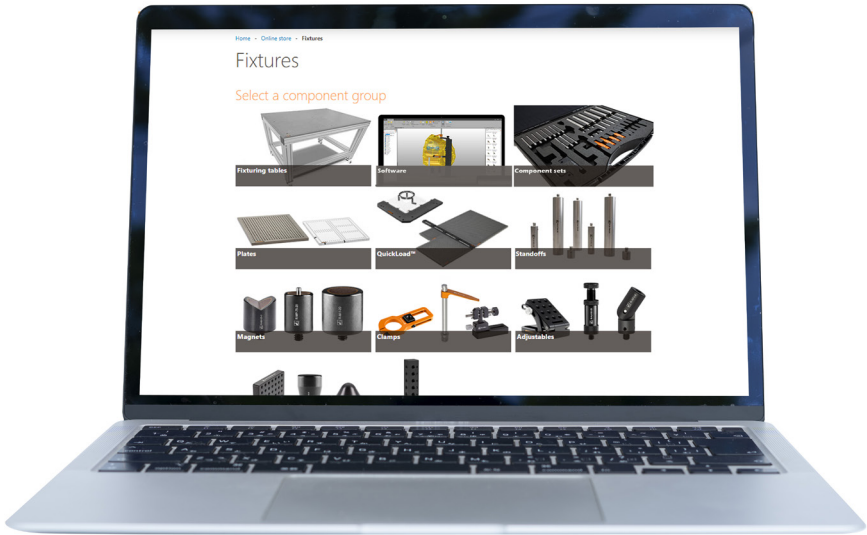 Home - Online store - Fixtures
Fixtures
Select a component group
Fixturing tables
Software
Component sets
Plates
QuickLoad™
Standoffs
Magnets
Clamps
Adjustables